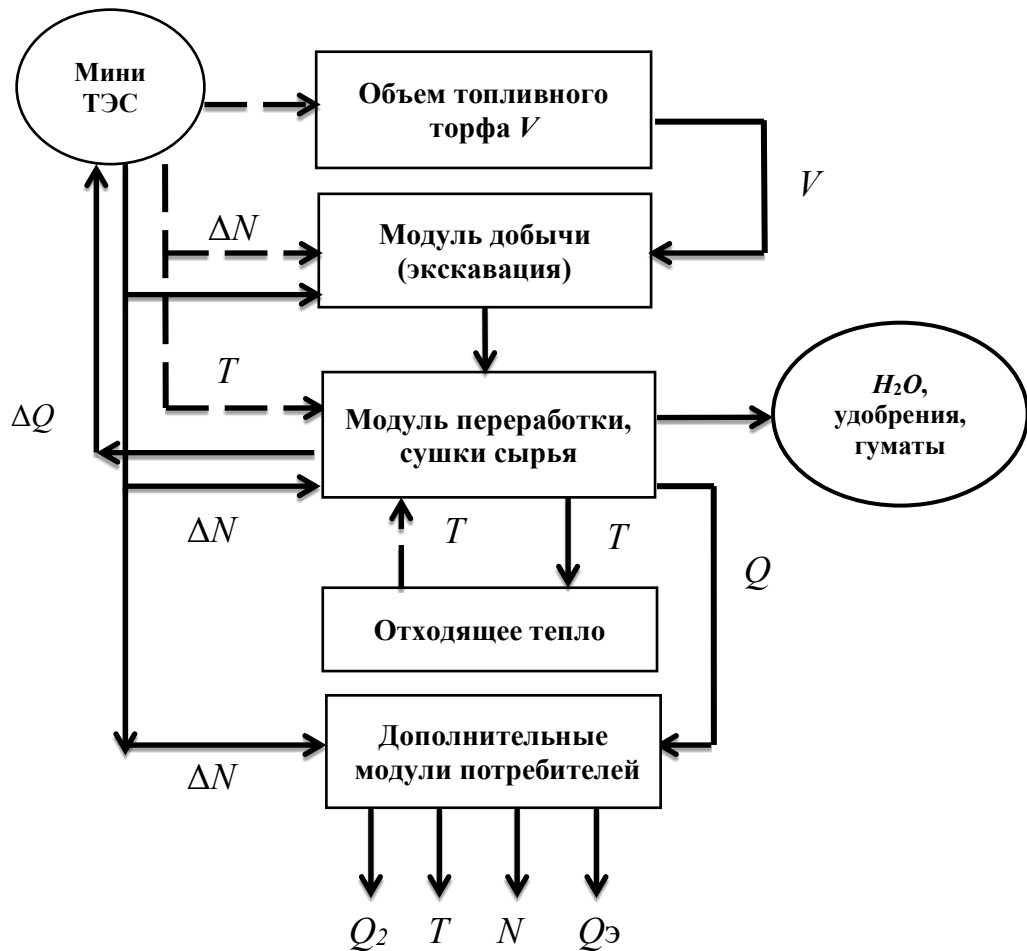 Мини
ТЭС
Объем топливного
торфа V
V
ΔN
Модуль добычи
(экскавация)
T
ΔQ
Модуль переработки,
сушки сырья
H₂O,
удобрения,
гуматы
ΔN
T
T
Q
Отходящее тепло
Дополнительные
модули потребителей
ΔN
Q₂ T N QЭ